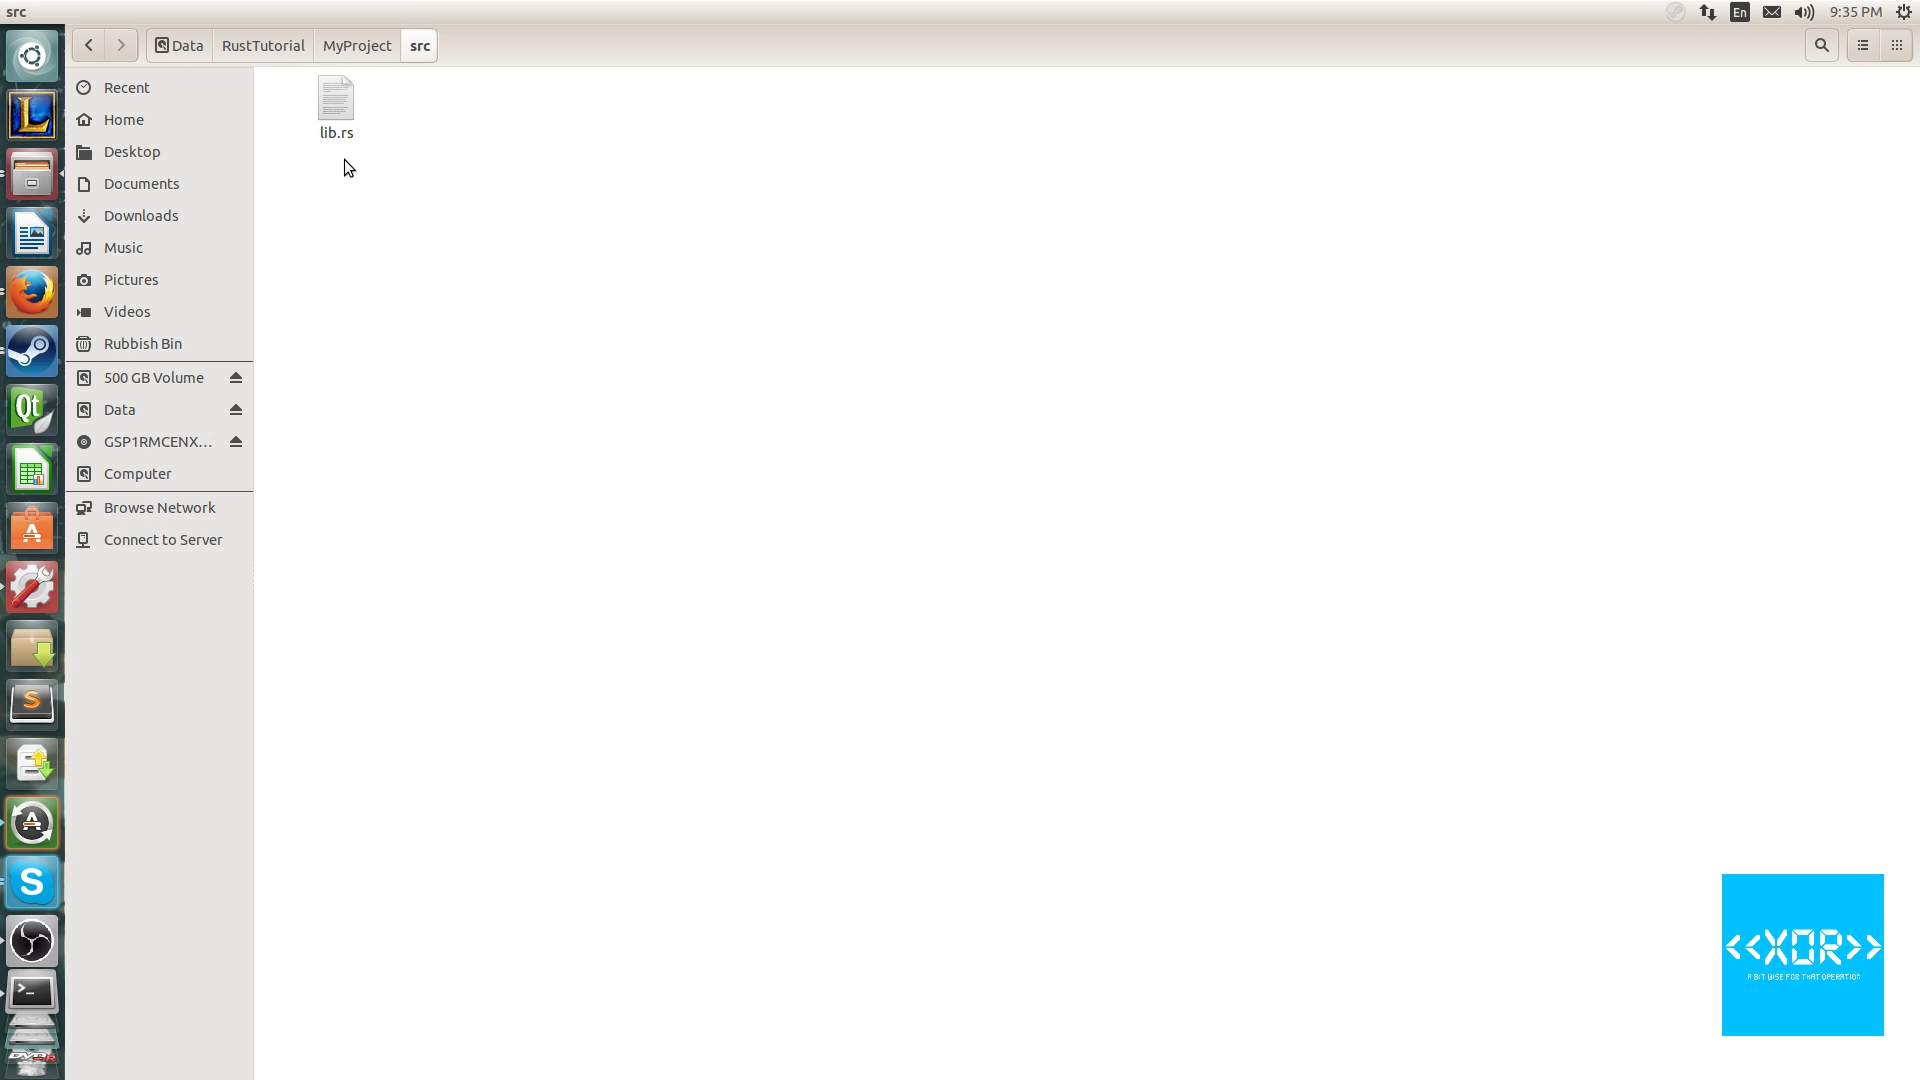 src
En
9:35 PM
Data
RustTutorial
MyProject
src
Recent
Home
Desktop
Documents
Downloads
Music
Pictures
Videos
Rubbish Bin
500 GB Volume
Data
GSP1RMCENX...
Computer
Browse Network
Connect to Server
lib.rs
L
Qt
A
S
A
S
>_
<<XOR>>
A BIT WISE FOR THAT OPERATION